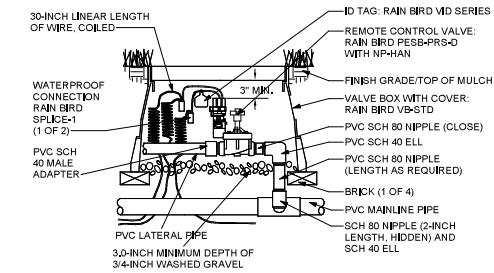 30-INCH LINEAR LENGTH
OF WIRE, COILED
WATERPROOF
CONNECTION
RAIN BIRD
SPLICE-1
(1 OF 2)
PVC SCH
40 MALE
ADAPTER
PVC LATERAL PIPE
3.0-INCH MINIMUM DEPTH OF
3/4-INCH WASHED GRAVEL
3" MIN.
ID TAG: RAIN BIRD VID SERIES
REMOTE CONTROL VALVE:
RAIN BIRD PESB-PRS-D
WITH NP-HAN
FINISH GRADE/TOP OF MULCH
VALVE BOX WITH COVER:
RAIN BIRD VB-STD
PVC SCH 80 NIPPLE (CLOSE)
PVC SCH 40 ELL
PVC SCH 80 NIPPLE
(LENGTH AS REQUIRED)
BRICK (1 OF 4)
PVC MAINLINE PIPE
SCH 80 NIPPLE (2-INCH
LENGTH, HIDDEN) AND
SCH 40 ELL